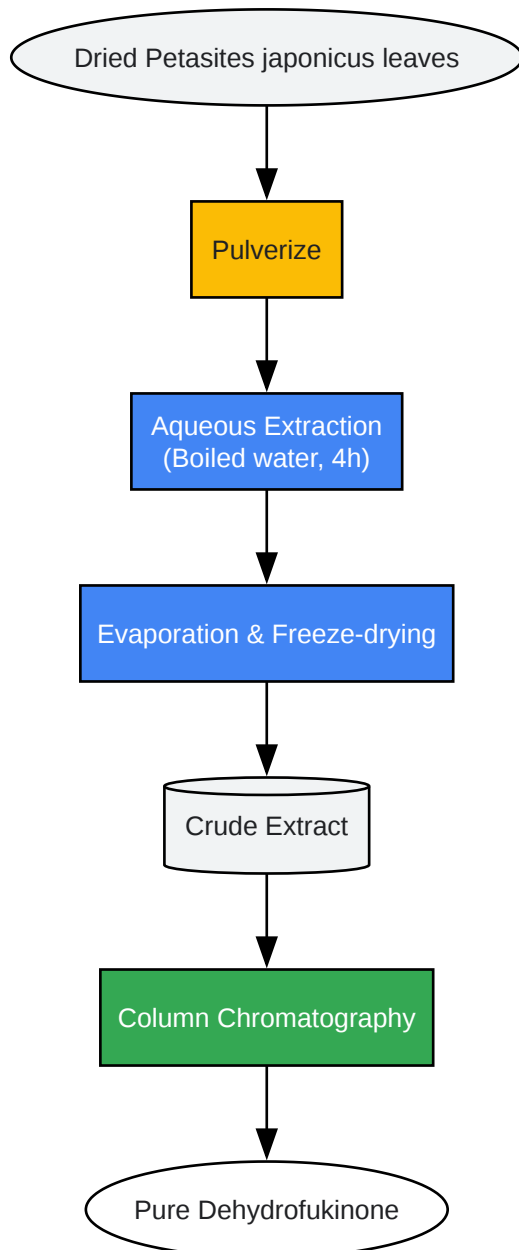 Dried Petasites japonicus leaves
Pulverize
Aqueous Extraction
(Boiled water, 4h)
Evaporation & Freeze-drying
Crude Extract
Column Chromatography
Pure Dehydrofukinone